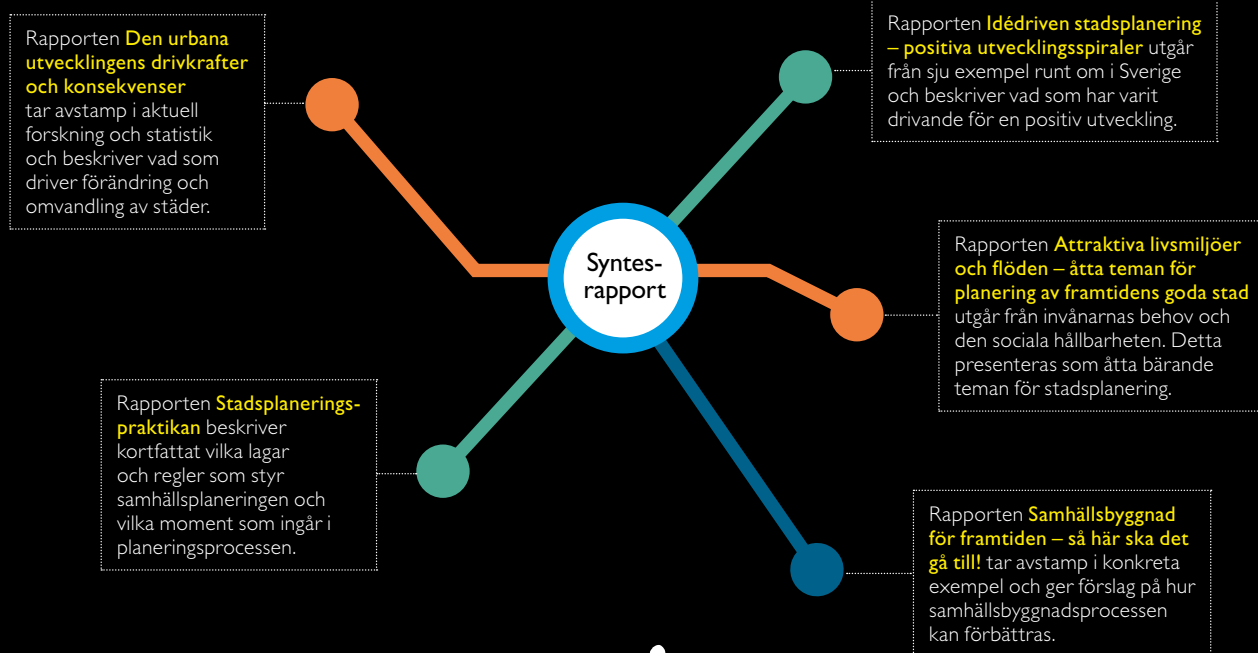 Rapporten Den urbana
utvecklingens drivkrafter
och konsekvenser
tar avstamp i aktuell
forskning och statistik
och beskriver vad som
driver förändring och
omvandling av städer.
Rapporten Idédriven stadsplanering
– positiva utvecklingsspiraler utgår
från sju exempel runt om i Sverige
och beskriver vad som har varit
drivande för en positiv utveckling.
Syntes-
rapport
Rapporten Attraktiva livsmiljöer
och flöden – åtta teman för
planering av framtidens goda stad
utgår från invånarnas behov och
den sociala hållbarheten. Detta
presenteras som åtta bärande
teman för stadsplanering.
Rapporten Stadsplanerings-
praktikan beskriver
kortfattat vilka lagar
och regler som styr
samhällsplaneringen och
vilka moment som ingår i
planeringsprocessen.
Rapporten Samhällsbyggnad
för framtiden – så här ska det
gå till! tar avstamp i konkreta
exempel och ger förslag på hur
samhällsbyggnadsprocessen
kan förbättras.